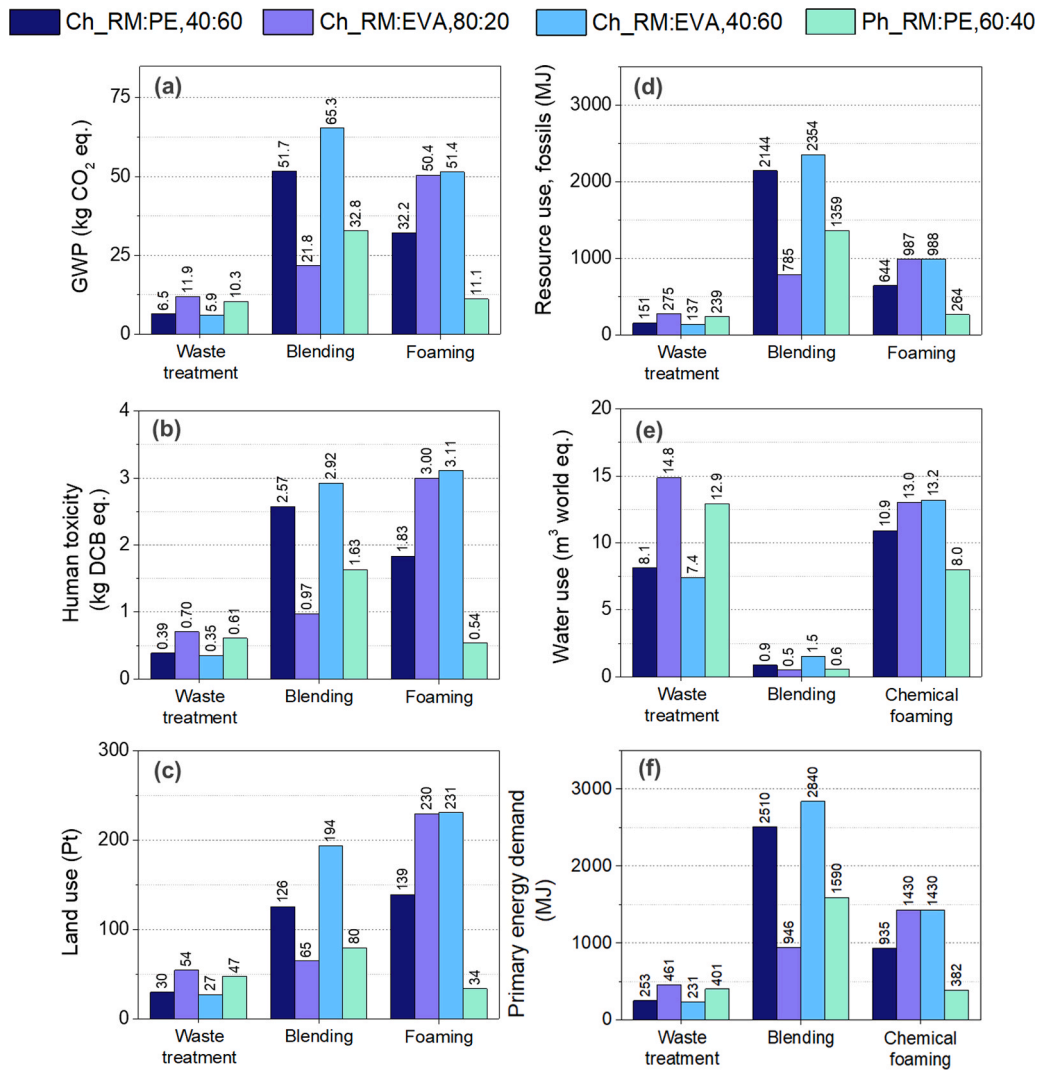 Ch_RM:PE,40:60 Ch_RM:EVA,80:20 Ch_RM:EVA,40:60 Ph_RM:PE,60:40
(a)
GWP (kg CO2 eq.)
75
50
25
0
6.5 11.9 5.9 10.3
51.7 21.8 65.3 32.8
32.2 50.4 51.4 11.1
Waste treatment
Blending
Foaming
(d)
Resource use, fossils (MJ)
3000
2000
1000
0
151 275 137 239
2144 785 2354 1359
644 987 988 264
Waste treatment
Blending
Foaming
(b)
Human toxicity
(kg DCB eq.)
4
3
2
1
0
0.39 0.70 0.35 0.61
2.57 0.97 2.92 1.63
1.83 3.00 3.11 0.54
Waste treatment
Blending
Foaming
(e)
Water use (m3 world eq.)
20
15
10
5
0
8.1 14.8 7.4 12.9
0.9 0.5 1.5 0.6
10.9 13.0 13.2 8.0
Waste treatment
Blending
Chemical foaming
(c)
Land use (Pt)
300
200
100
0
30 54 27 47
126 65 194 80
139 230 231 34
Waste treatment
Blending
Foaming
(f)
Primary energy demand
(MJ)
3000
2000
1000
0
253 461 231 401
2510 946 2840 1590
935 1430 1430 382
Waste treatment
Blending
Chemical foaming